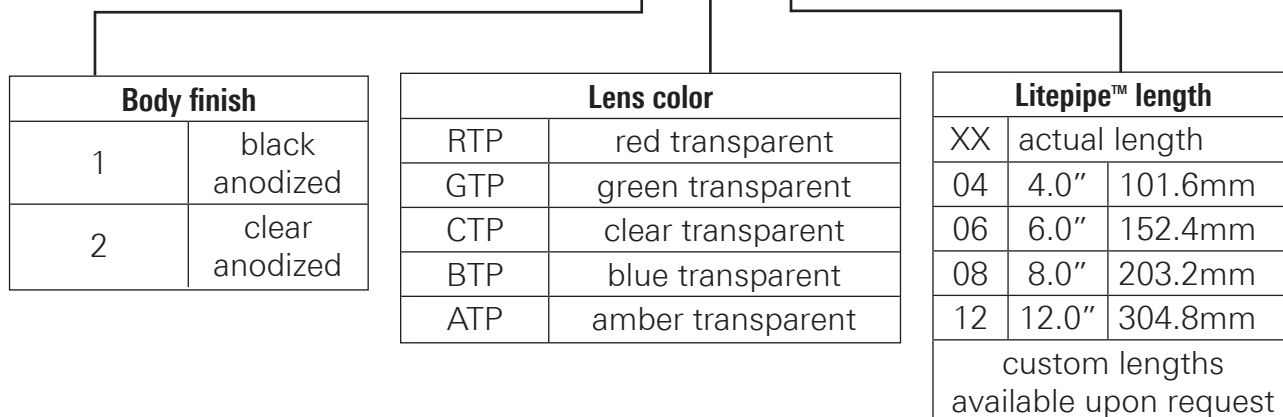 Body finish
1 black anodized
2 clear anodized
Lens color
RTP red transparent
GTP green transparent
CTP clear transparent
BTP blue transparent
ATP amber transparent
Litepipe™ length
XX actual length
04 4.0″ 101.6mm
06 6.0″ 152.4mm
08 8.0″ 203.2mm
12 12.0″ 304.8mm
custom lengths
available upon request